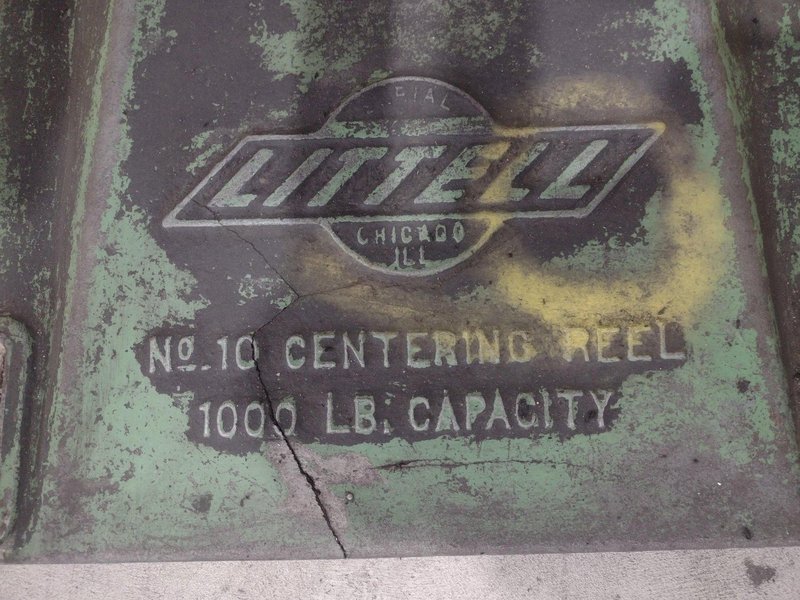 LITTELL
CHICAGO
ILL
No. 10 CENTERING REEL
1000 LB. CAPACITY